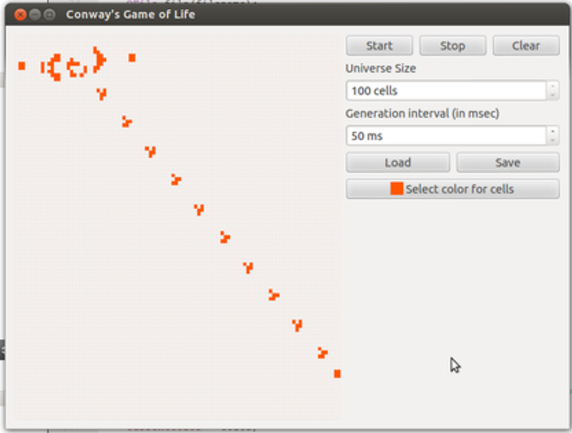 Conway's Game of Life
Start Stop Clear
Universe Size
100 cells
Generation interval (in msec)
50 ms
Load Save
Select color for cells